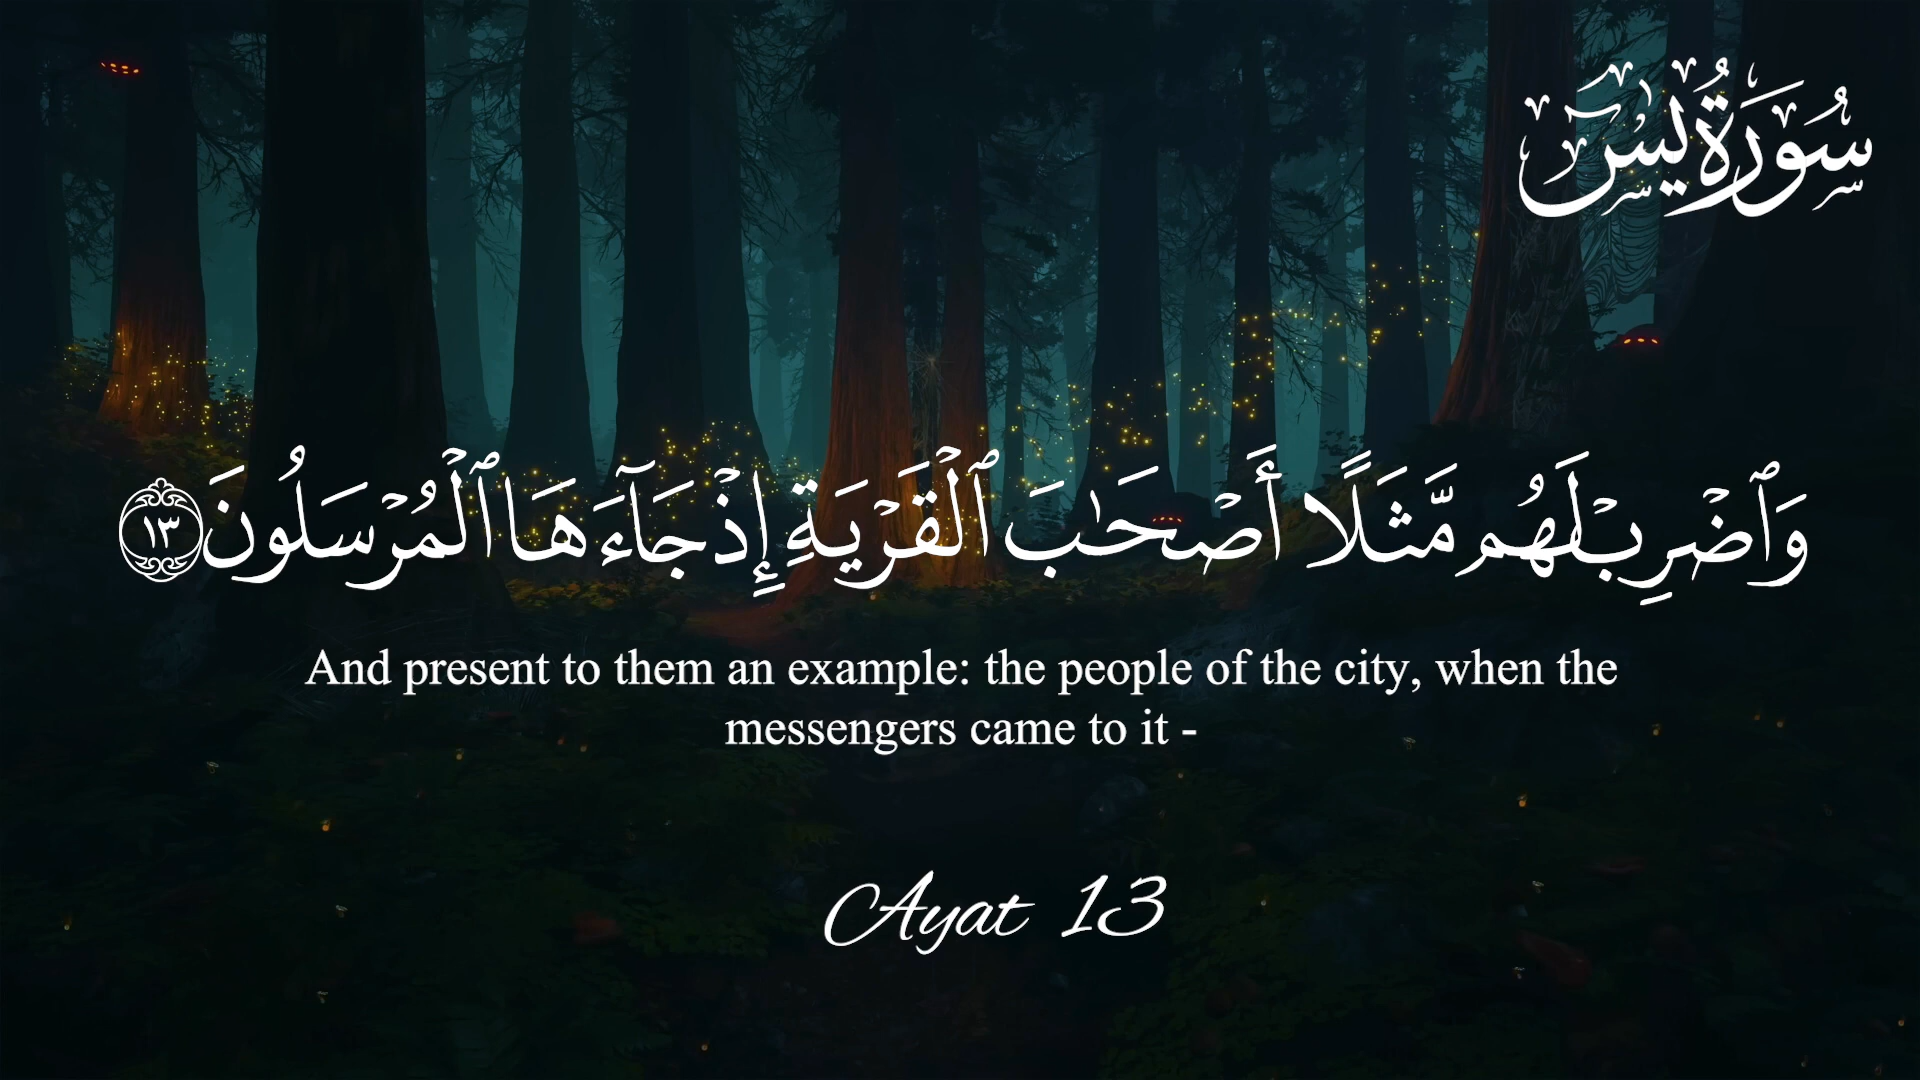 سُورَةُ يسٓ
وَٱضْرِبْ لَهُم مَّثَلًا أَصْحَٰبَ ٱلْقَرْيَةِ إِذْ جَآءَهَا ٱلْمُرْسَلُونَ ١٣
And present to them an example: the people of the city, when the
messengers came to it -
Ayat 13